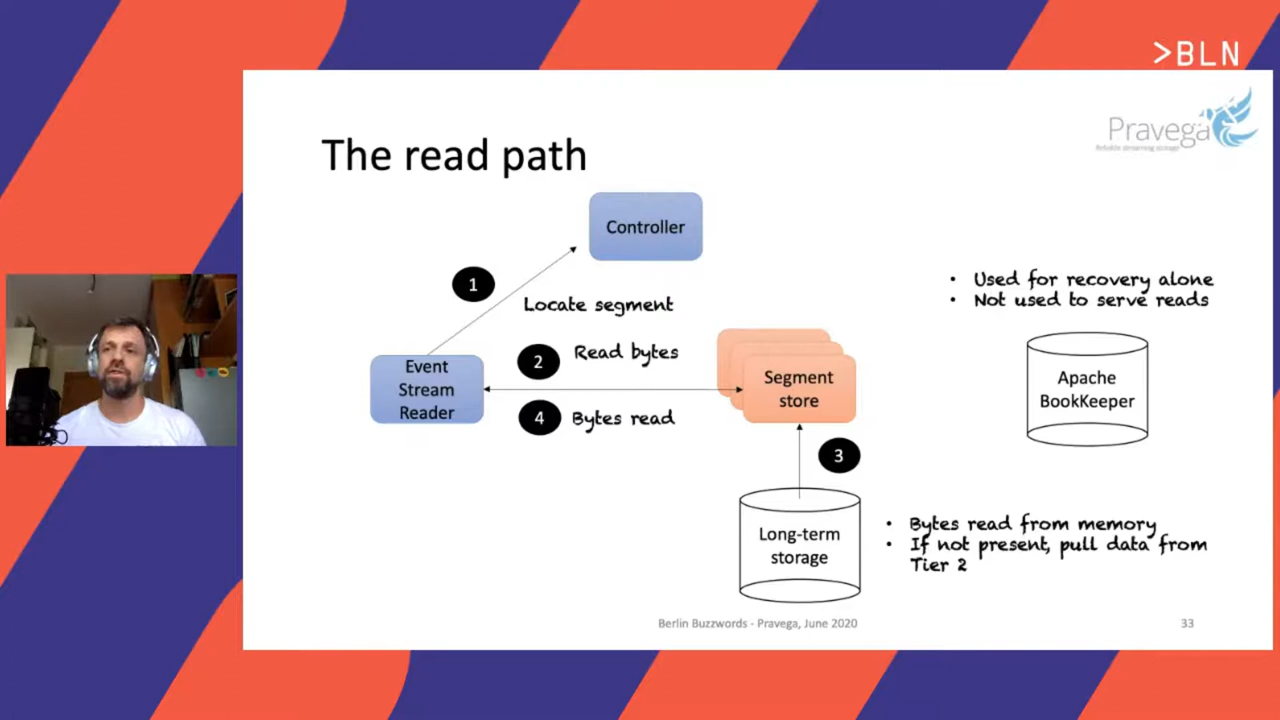 >BLN
Pravega
Reliable streaming storage
The read path
Controller
1
Locate segment
• Used for recovery alone
• Not used to serve reads
2
Read bytes
Event
Stream
Reader
Segment
store
Apache
BookKeeper
4
Bytes read
3
Long-term
storage
• Bytes read from memory
• If not present, pull data from
Tier 2
Berlin Buzzwords - Pravega, June 2020
33